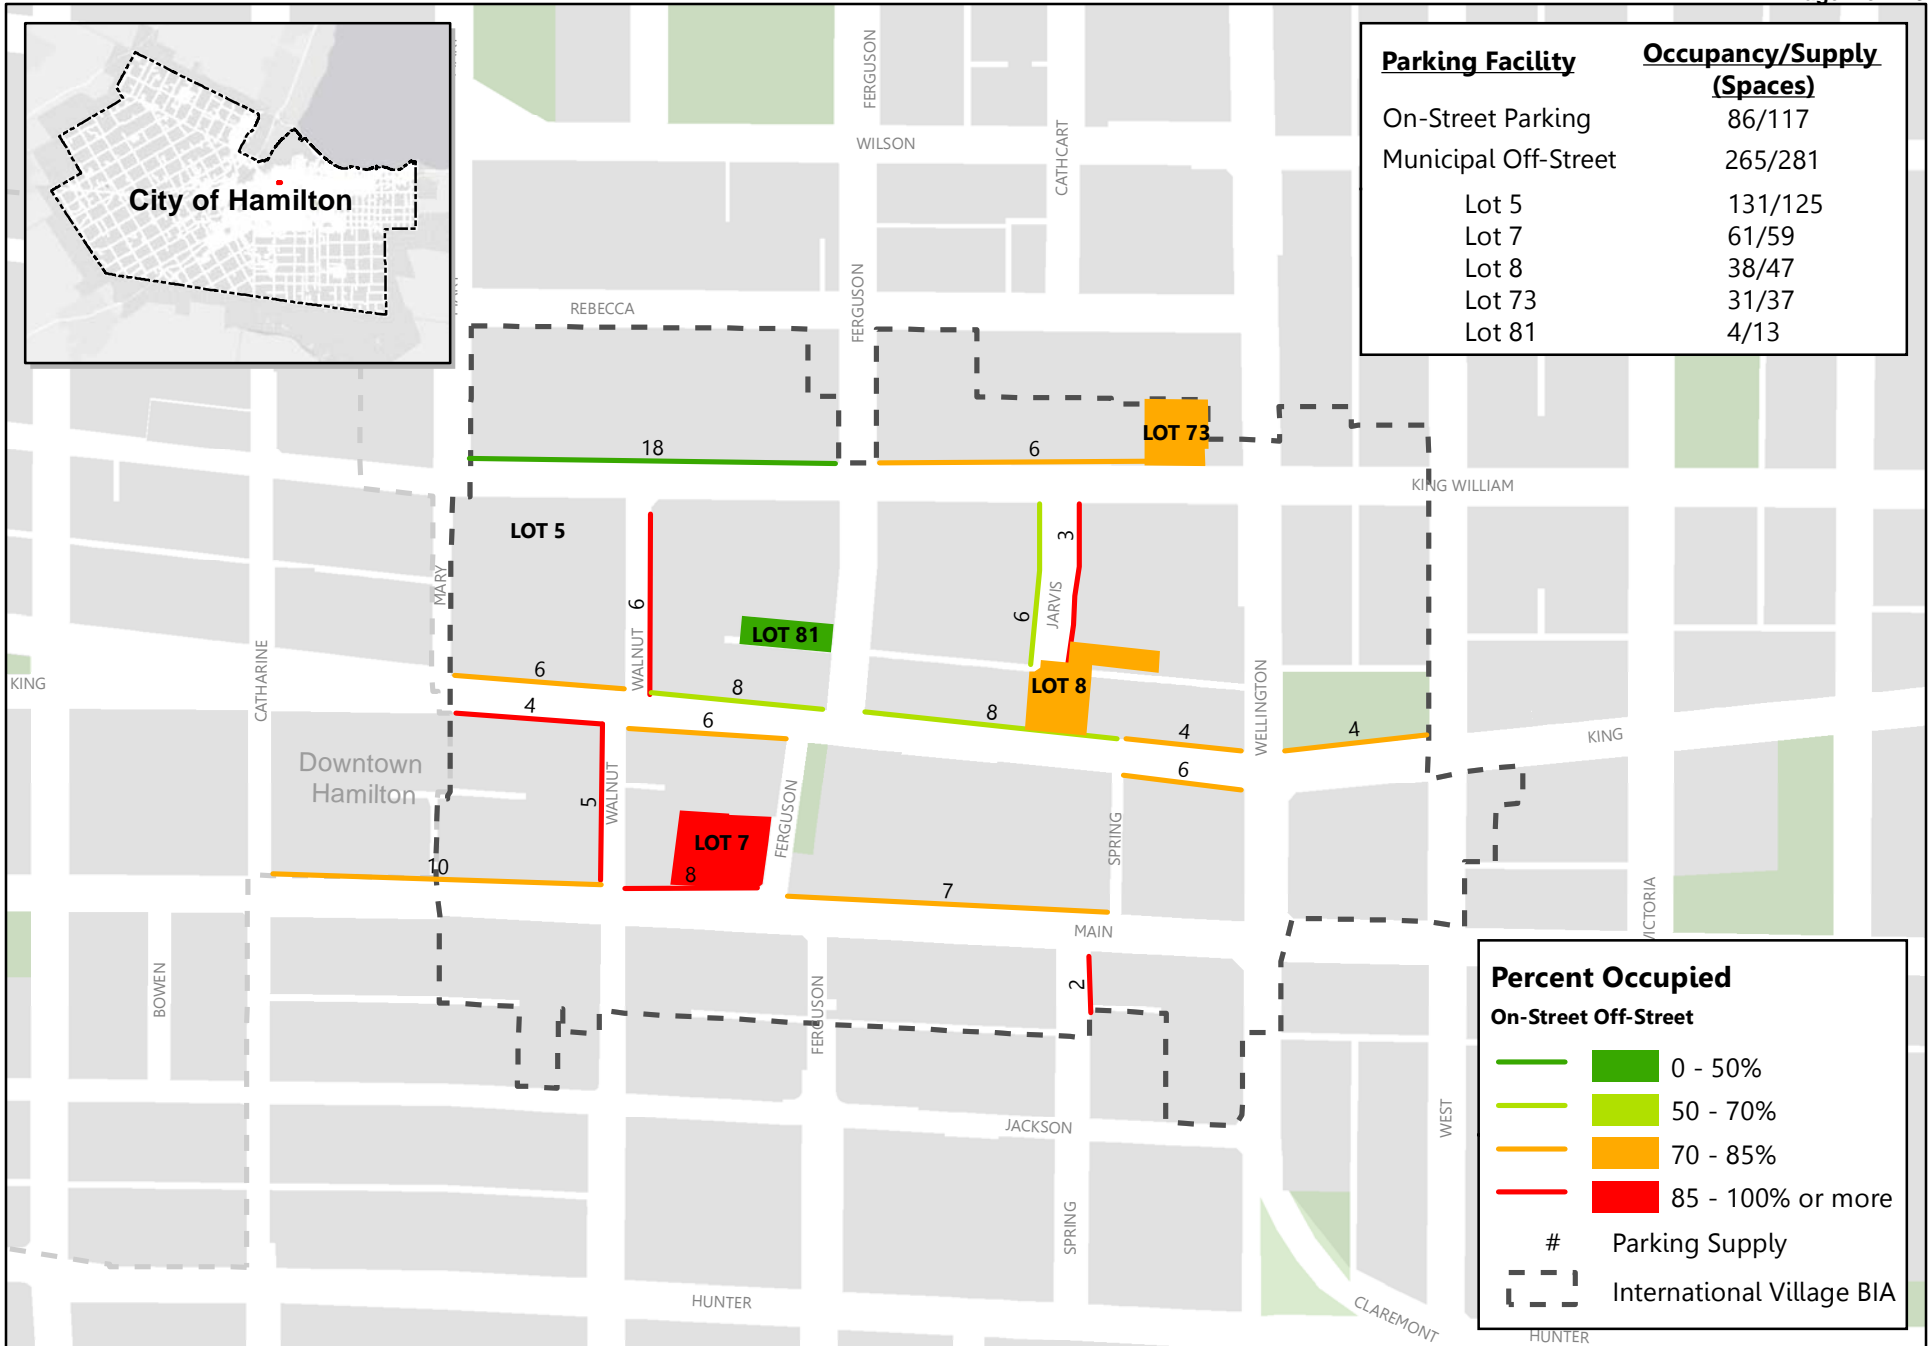 City of Hamilton
Parking Facility
Occupancy/Supply
(Spaces)
On-Street Parking 86/117
Municipal Off-Street 265/281
Lot 5 131/125
Lot 7 61/59
Lot 8 38/47
Lot 73 31/37
Lot 81 4/13
FERGUSON
WILSON
CATHCART
REBECCA
FERGUSON
LOT 73
18
6
KING WILLIAM
LOT 5
3
MARY
6
JARVIS
6
LOT 81
WALNUT
CATHARINE
WELLINGTON
KING
6
8
LOT 8
4
6
8
4
4
KING
6
Downtown
Hamilton
5
WALNUT
FERGUSON
SPRING
LOT 7
10
8
7
VICTORIA
MAIN
BOWEN
FERGUSON
2
JACKSON
WEST
SPRING
HUNTER
CLAREMONT
HUNTER
Percent Occupied
On-Street Off-Street
0 - 50%
50 - 70%
70 - 85%
85 - 100% or more
# Parking Supply
International Village BIA